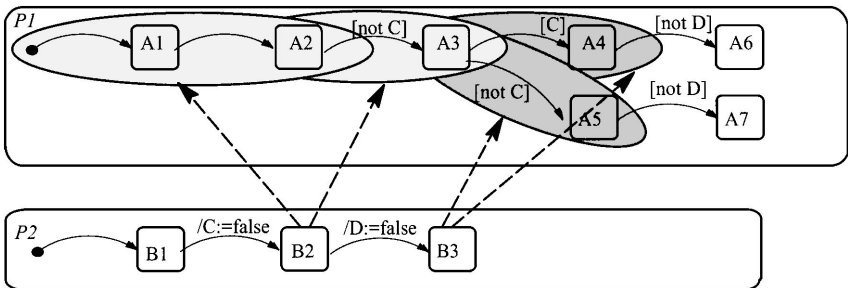 P1
[not C]
[C]
[not D]
A1
A2
A3
A4
A6
[not C]
[not D]
A5
A7
P2
/C:=false
/D:=false
B1
B2
B3